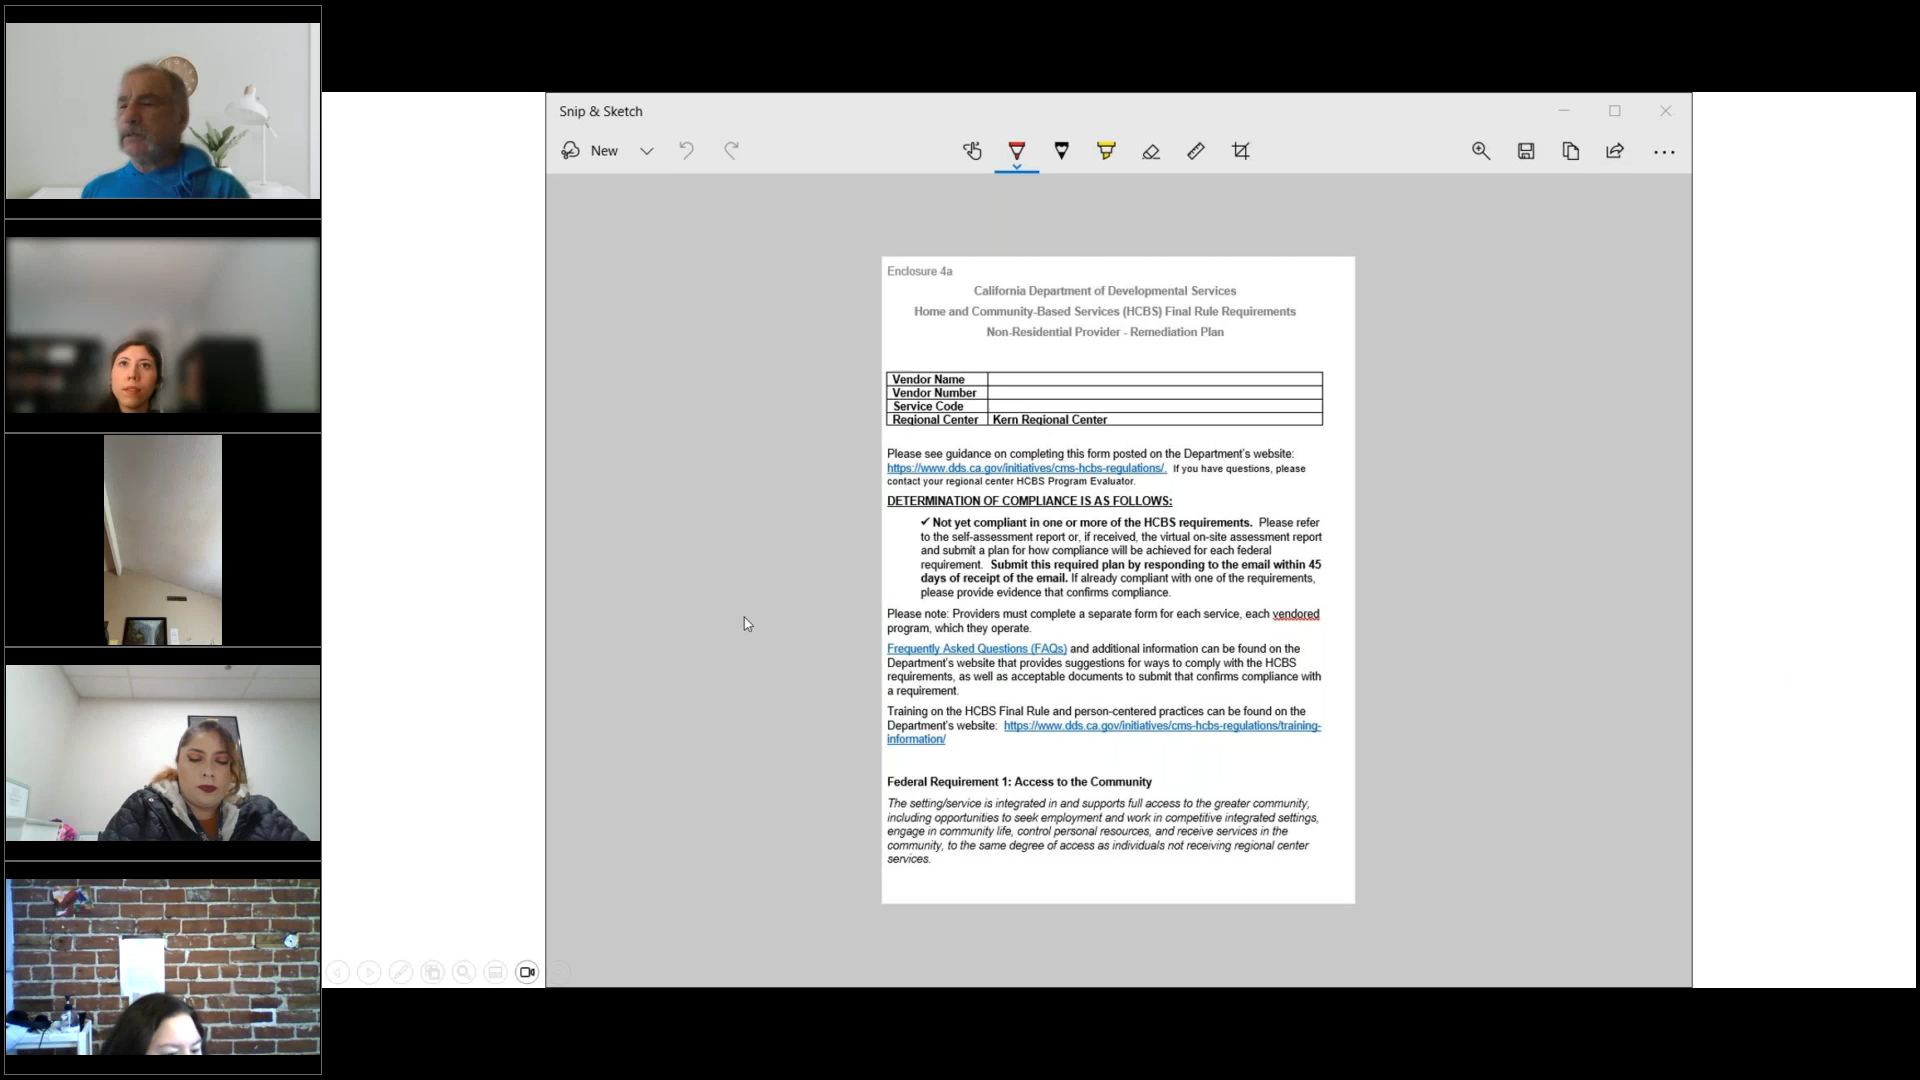 Snip & Sketch
New
Enclosure 4a
California Department of Developmental Services
Home and Community-Based Services (HCBS) Final Rule Requirements
Non-Residential Provider - Remediation Plan
Vendor Name
Vendor Number
Service Code
Regional Center Kern Regional Center
Please see guidance on completing this form posted on the Department's website:
https://www.dds.ca.gov/initiatives/cms-hcbs-regulations/. If you have questions, please
contact your regional center HCBS Program Evaluator.
DETERMINATION OF COMPLIANCE IS AS FOLLOWS:
✓ Not yet compliant in one or more of the HCBS requirements. Please refer
to the self-assessment report or, if received, the virtual on-site assessment report
and submit a plan for how compliance will be achieved for each federal
requirement. Submit this required plan by responding to the email within 45
days of receipt of the email. If already compliant with one of the requirements,
please provide evidence that confirms compliance.
Please note: Providers must complete a separate form for each service, each vendored
program, which they operate.
Frequently Asked Questions (FAQs) and additional information can be found on the
Department's website that provides suggestions for ways to comply with the HCBS
requirements, as well as acceptable documents to submit that confirms compliance with
a requirement.
Training on the HCBS Final Rule and person-centered practices can be found on the
Department's website: https://www.dds.ca.gov/initiatives/cms-hcbs-regulations/training-
information/
Federal Requirement 1: Access to the Community
The setting/service is integrated in and supports full access to the greater community,
including opportunities to seek employment and work in competitive integrated settings,
engage in community life, control personal resources, and receive services in the
community, to the same degree of access as individuals not receiving regional center
services.